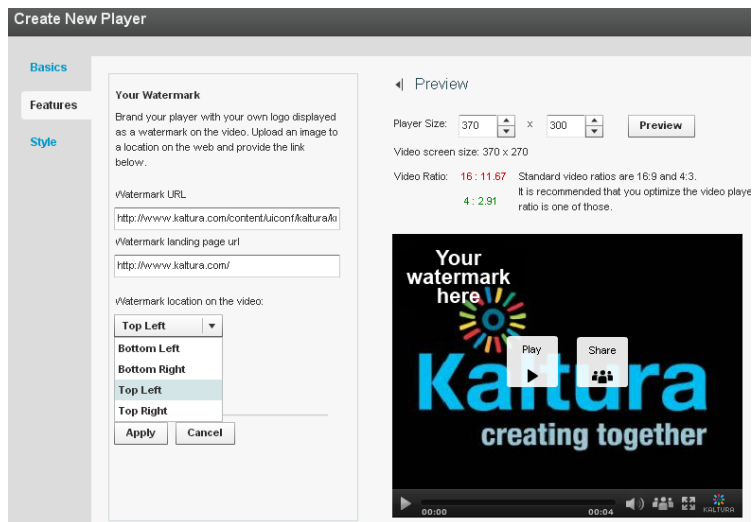 Create New Player
Basics
Features
Style
Your Watermark
Brand your player with your own logo displayed
as a watermark on the video. Upload an image to
a location on the web and provide the link
below.
Watermark URL
http://www.kaltura.com/content/uiconf/kaltura/k
Watermark landing page url
http://www.kaltura.com/
Watermark location on the video:
Top Left
Bottom Left
Bottom Right
Top Left
Top Right
Apply Cancel
Preview
Player Size: 370 x 300 Preview
Video screen size: 370 x 270
Video Ratio: 16 : 11.67 Standard video ratios are 16:9 and 4:3.
It is recommended that you optimize the video playe
4 : 2.91 ratio is one of those.
Your
watermark
here
Play Share
Kaltura
creating together
00:00 00:04 KALTURA